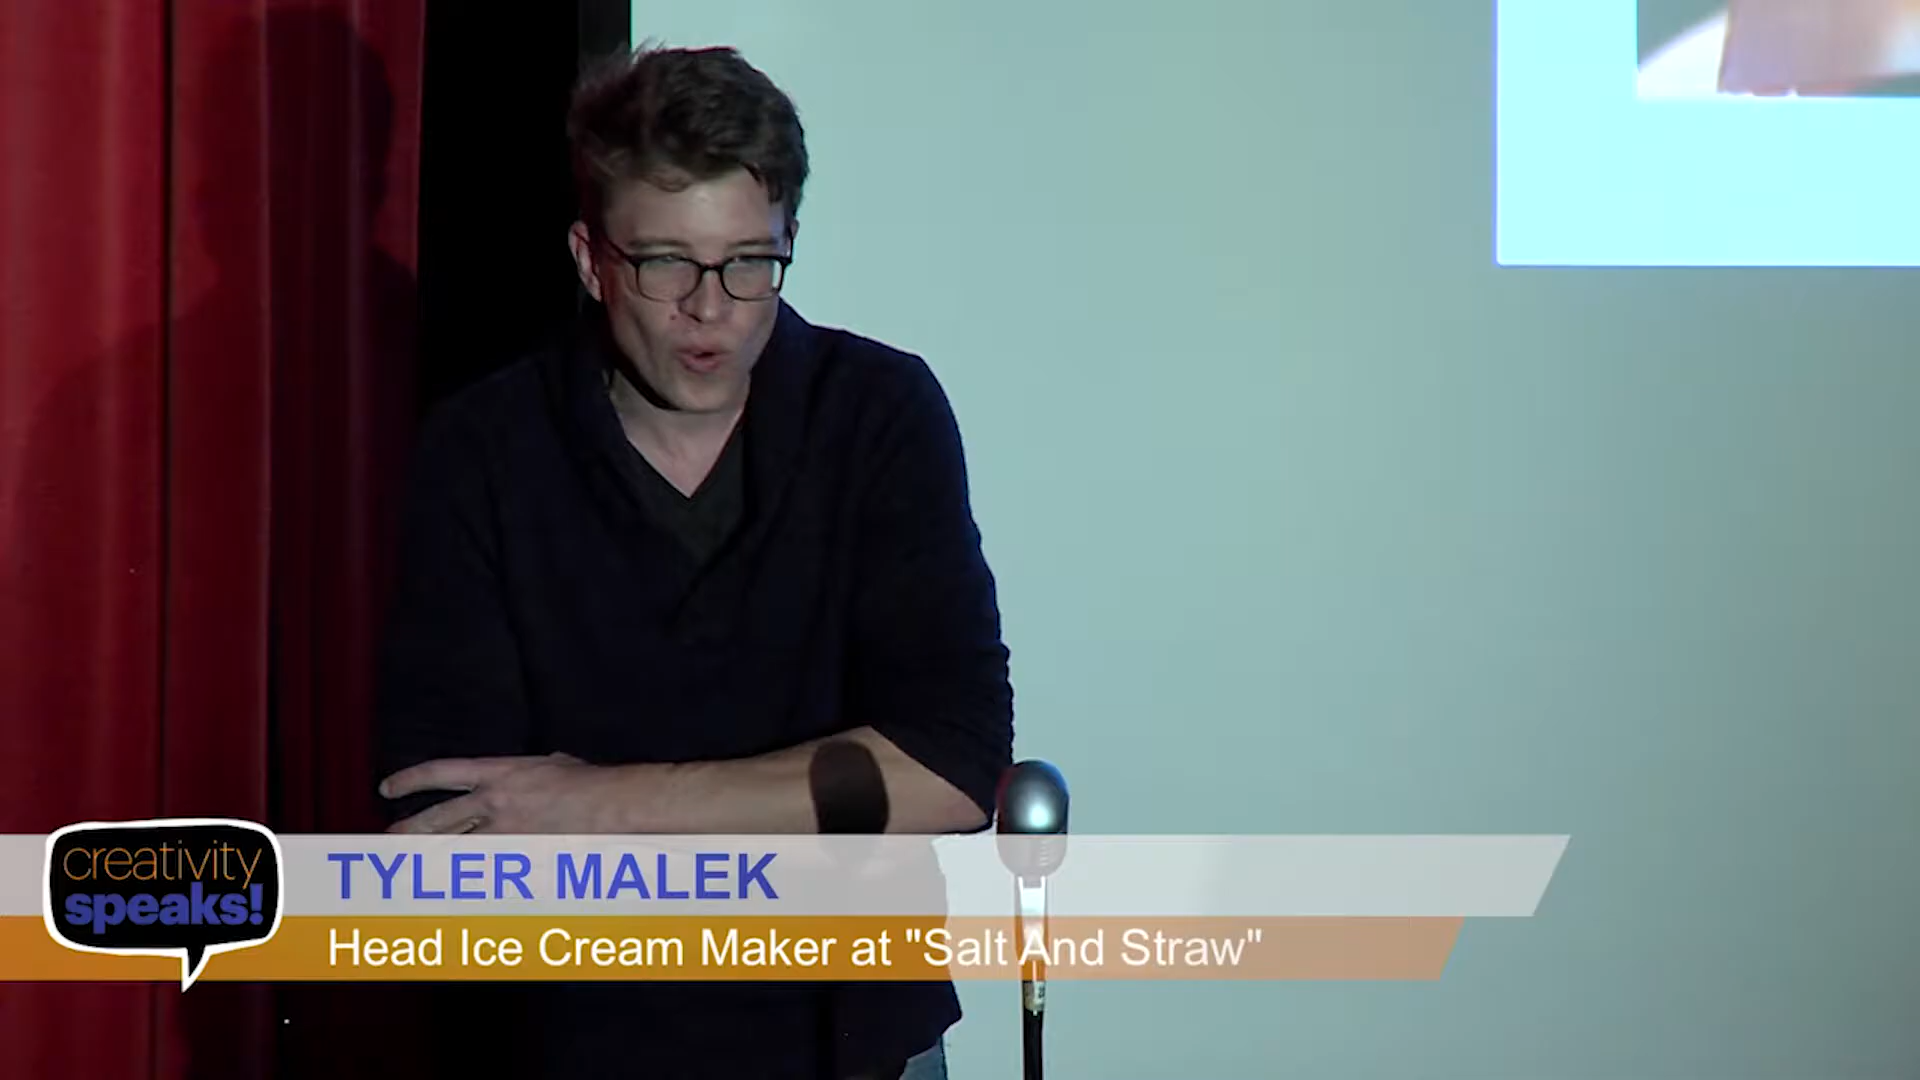 creativity
speaks!
TYLER MALEK
Head Ice Cream Maker at "Salt And Straw"